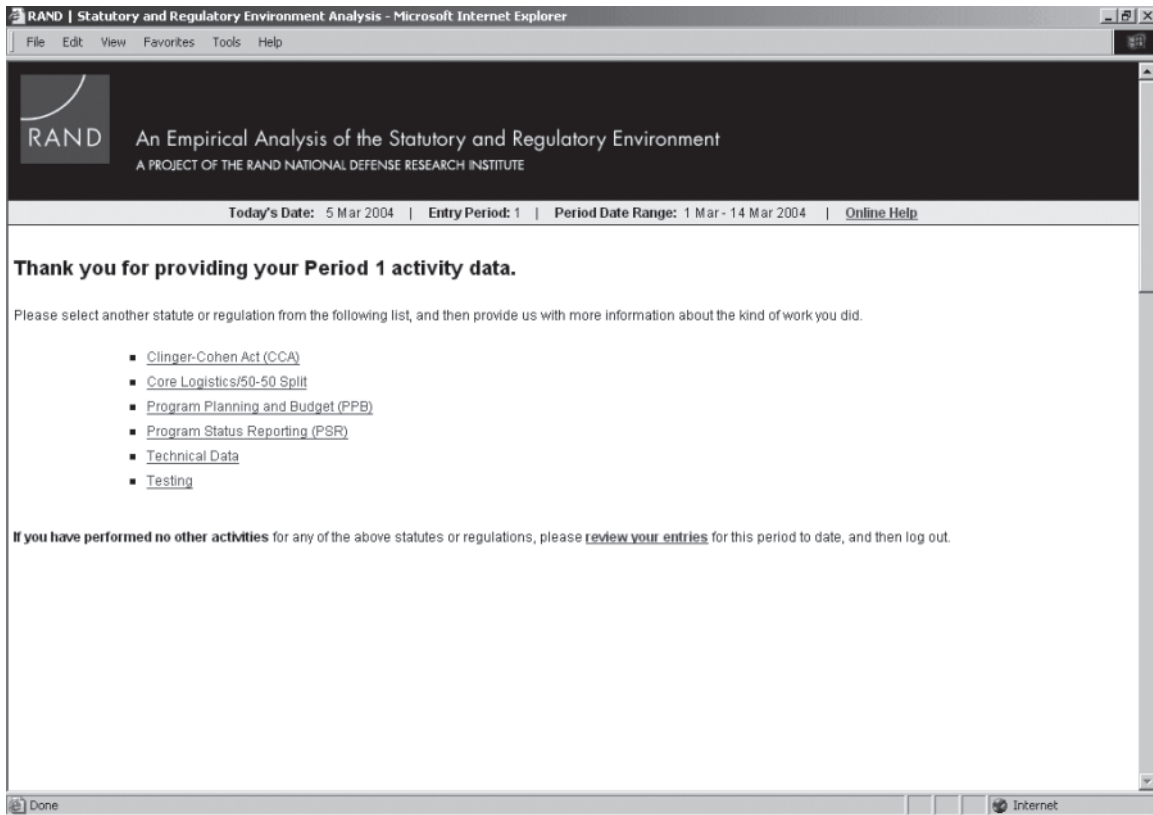 RAND | Statutory and Regulatory Environment Analysis - Microsoft Internet Explorer
File Edit View Favorites Tools Help
RAND
An Empirical Analysis of the Statutory and Regulatory Environment
A PROJECT OF THE RAND NATIONAL DEFENSE RESEARCH INSTITUTE
Today's Date: 5 Mar 2004 | Entry Period: 1 | Period Date Range: 1 Mar - 14 Mar 2004 | Online Help
Thank you for providing your Period 1 activity data.
Please select another statute or regulation from the following list, and then provide us with more information about the kind of work you did.
Clinger-Cohen Act (CCA)
Core Logistics/50-50 Split
Program Planning and Budget (PPB)
Program Status Reporting (PSR)
Technical Data
Testing
If you have performed no other activities for any of the above statutes or regulations, please review your entries for this period to date, and then log out.
Done Internet